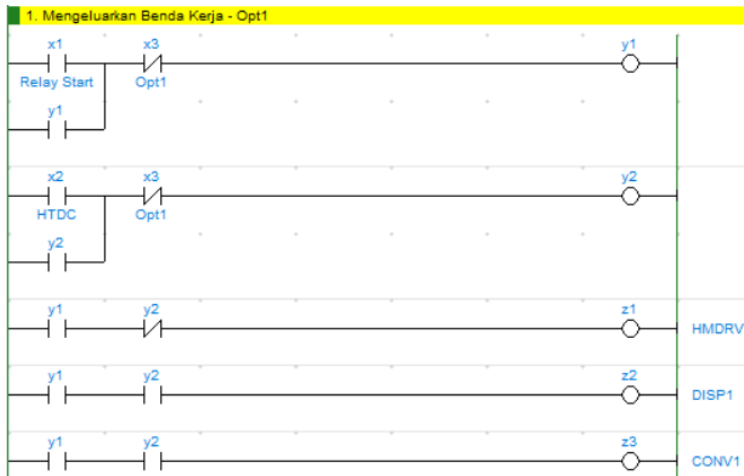 1. Mengeluarkan Benda Kerja - Opt1
x1 x3 y1
Relay Start Opt1
y1
x2 x3 y2
HTDC Opt1
y2
y1 y2 z1
HMDRV
y1 y2 z2
DISP1
y1 y2 z3
CONV1